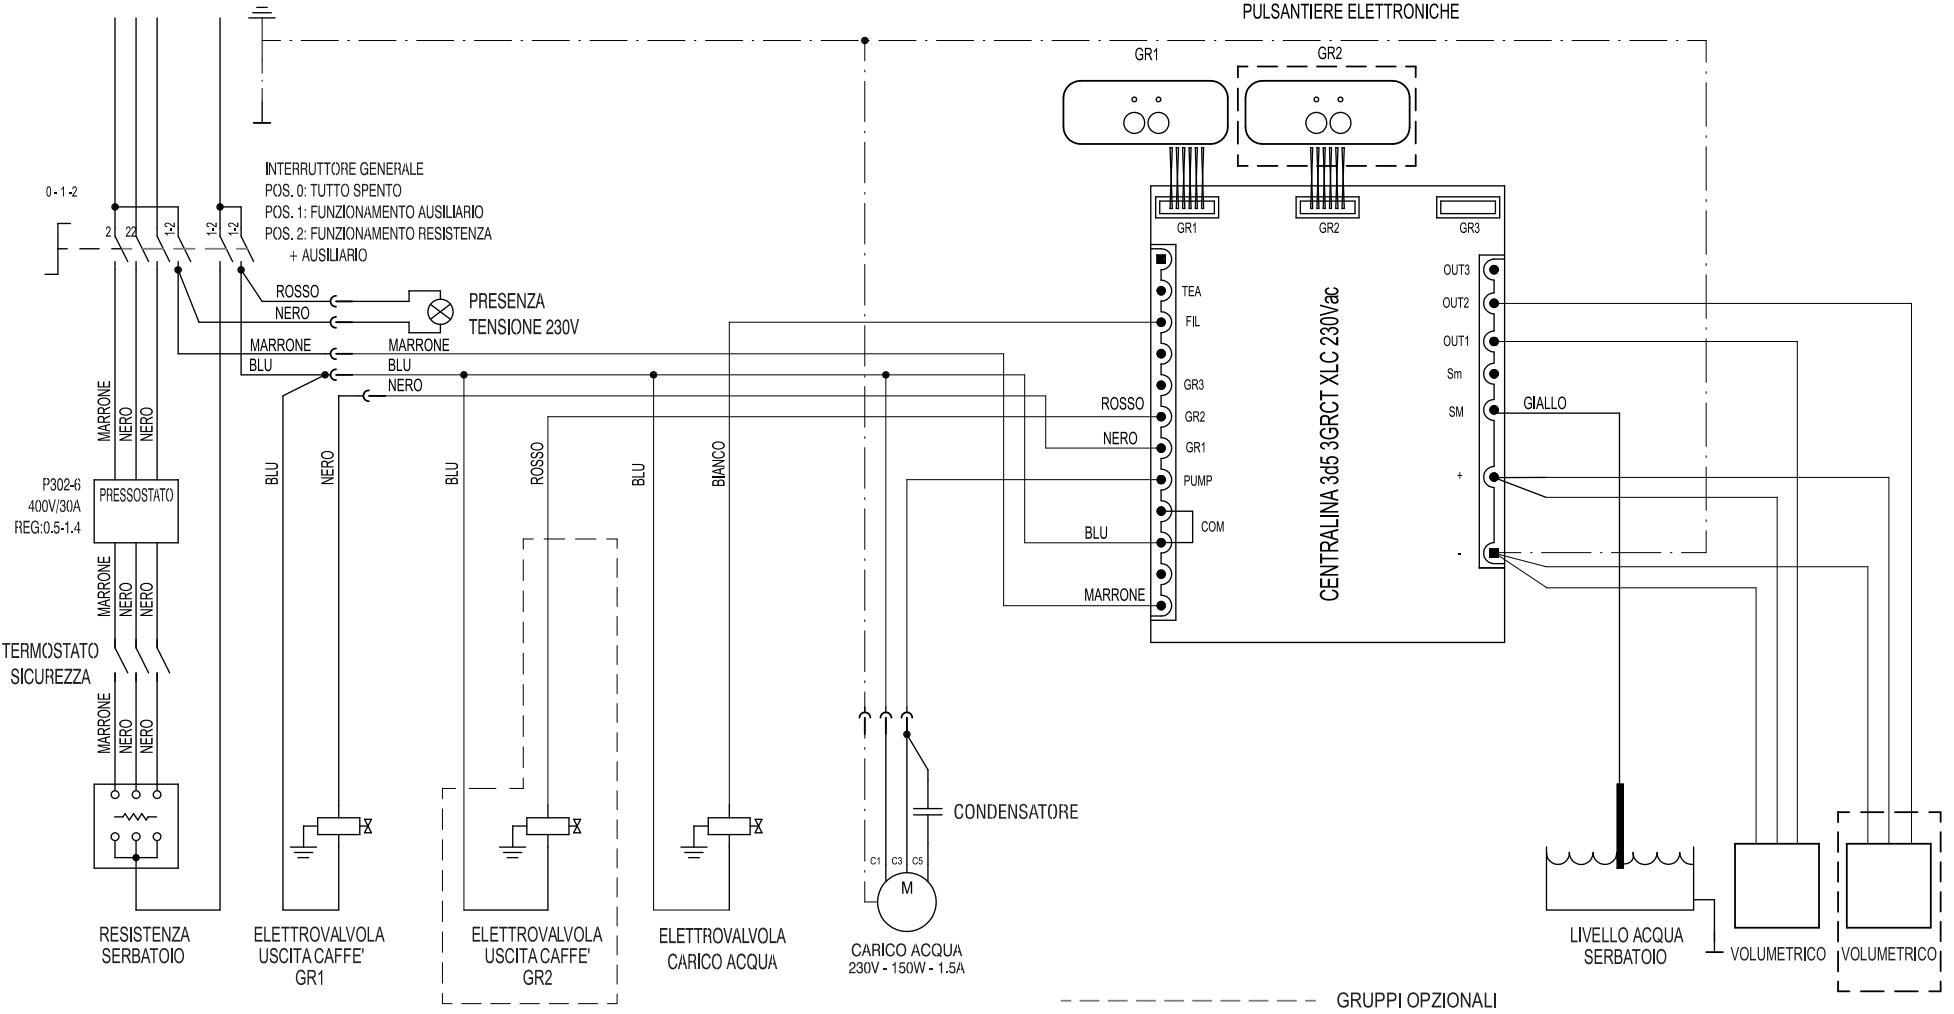 PULSANTIERE ELETTRONICHE
GR1
GR2
INTERRUTTORE GENERALE
POS. 0: TUTTO SPENTO
POS. 1: FUNZIONAMENTO AUSILIARIO
POS. 2: FUNZIONAMENTO RESISTENZA
+ AUSILIARIO
0 - 1 -2
2
22
1-2
1-2
1-2
GR1
GR2
GR3
ROSSO
NERO
PRESENZA
TENSIONE 230V
MARRONE
MARRONE
BLU
BLU
NERO
TEA
FIL
GR3
GR2
GR1
PUMP
COM
ROSSO
NERO
BLU
MARRONE
CENTRALINA 3d5 3GRCT XLC 230Vac
OUT3
OUT2
OUT1
Sm
SM
+
-
GIALLO
MARRONE
NERO
NERO
BLU
NERO
BLU
ROSSO
BLU
BIANCO
P302-6
400V/30A
REG:0.5-1.4
PRESSOSTATO
MARRONE
NERO
NERO
TERMOSTATO
SICUREZZA
MARRONE
NERO
NERO
CONDENSATORE
C1
C3
C5
M
RESISTENZA
SERBATOIO
ELETTROVALVOLA
USCITA CAFFE'
GR1
ELETTROVALVOLA
USCITA CAFFE'
GR2
ELETTROVALVOLA
CARICO ACQUA
CARICO ACQUA
230V - 150W - 1.5A
LIVELLO ACQUA
SERBATOIO
VOLUMETRICO
VOLUMETRICO
GRUPPI OPZIONALI